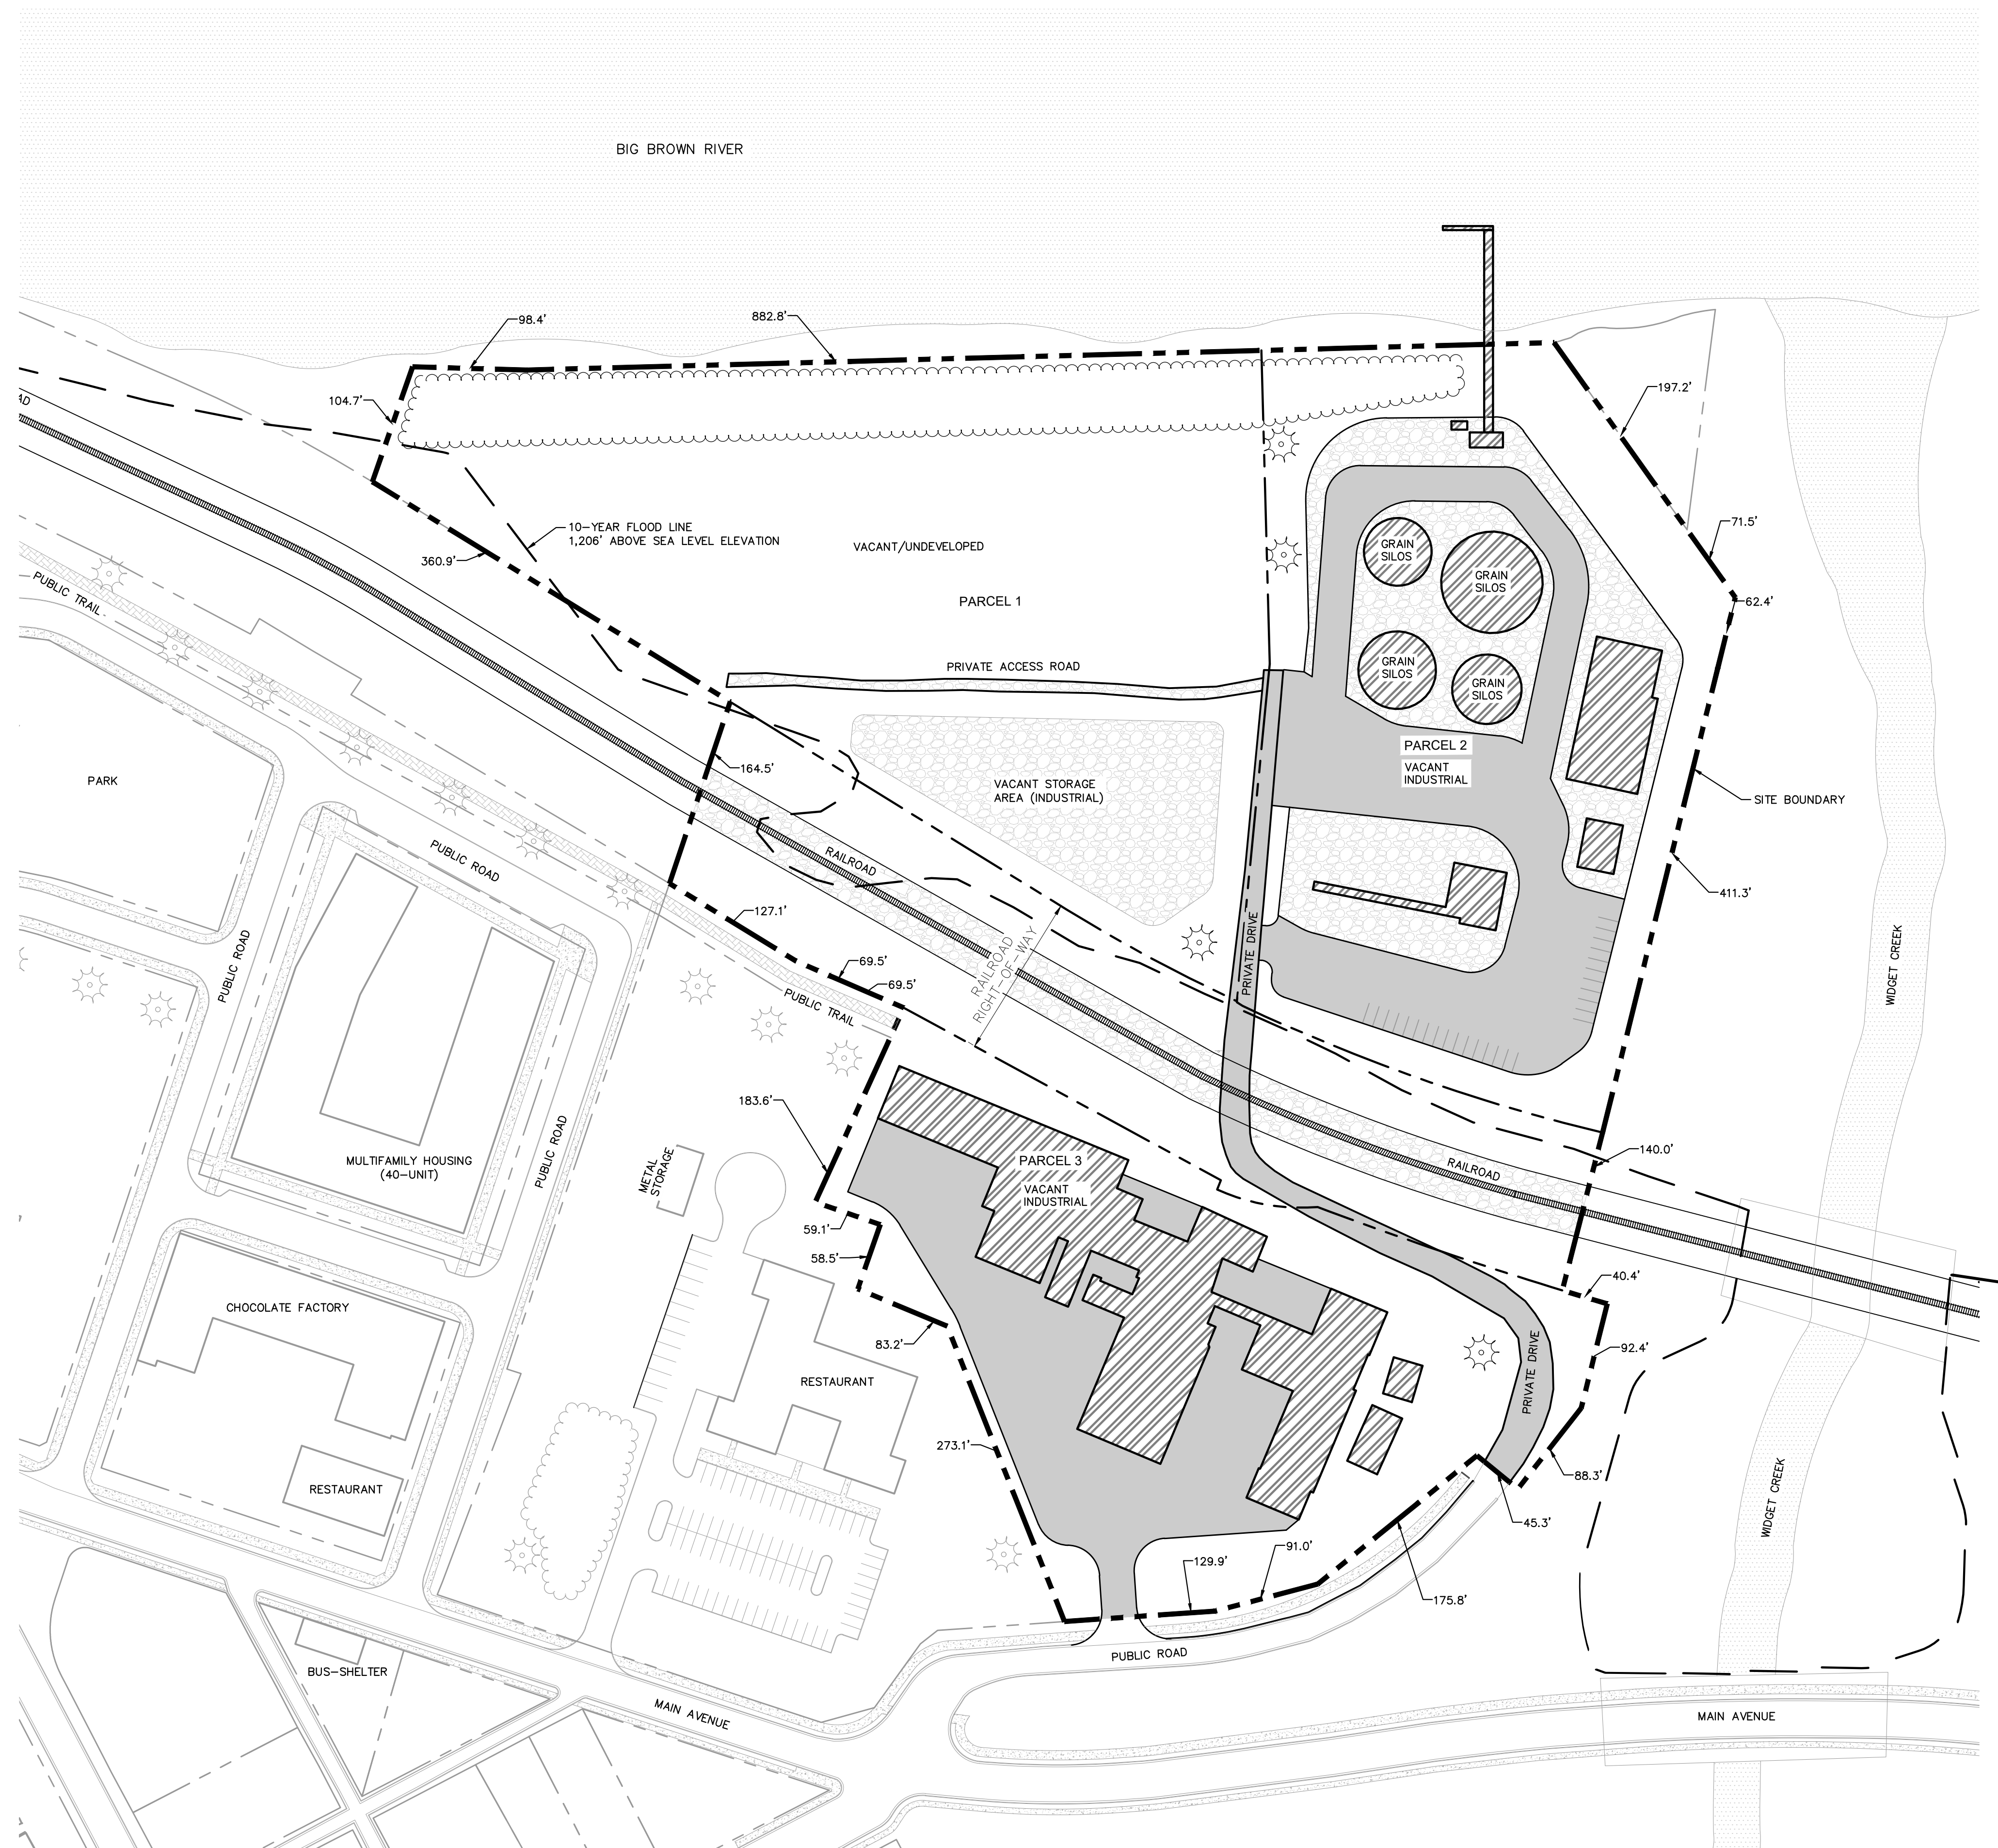 BIG BROWN RIVER
98.4'
882.8'
104.7'
197.2'
360.9'
10-YEAR FLOOD LINE
1,206' ABOVE SEA LEVEL ELEVATION
VACANT/UNDEVELOPED
PARCEL 1
GRAIN
SILOS
GRAIN
SILOS
GRAIN
SILOS
GRAIN
SILOS
71.5'
62.4'
PUBLIC TRAIL
PRIVATE ACCESS ROAD
PARCEL 2
VACANT
INDUSTRIAL
164.5'
VACANT STORAGE
AREA (INDUSTRIAL)
SITE BOUNDARY
PARK
PUBLIC ROAD
RAILROAD
411.3'
127.1'
69.5'
69.5'
PUBLIC TRAIL
RAILROAD
RIGHT-OF-WAY
PRIVATE DRIVE
PUBLIC ROAD
WIDGET CREEK
183.6'
140.0'
MULTIFAMILY HOUSING
(40-UNIT)
PUBLIC ROAD
METAL
STORAGE
PARCEL 3
VACANT
INDUSTRIAL
RAILROAD
59.1'
58.5'
40.4'
CHOCOLATE FACTORY
83.2'
92.4'
RESTAURANT
PRIVATE DRIVE
273.1'
88.3'
RESTAURANT
WIDGET CREEK
45.3'
129.9'
91.0'
175.8'
PUBLIC ROAD
BUS-SHELTER
MAIN AVENUE
MAIN AVENUE